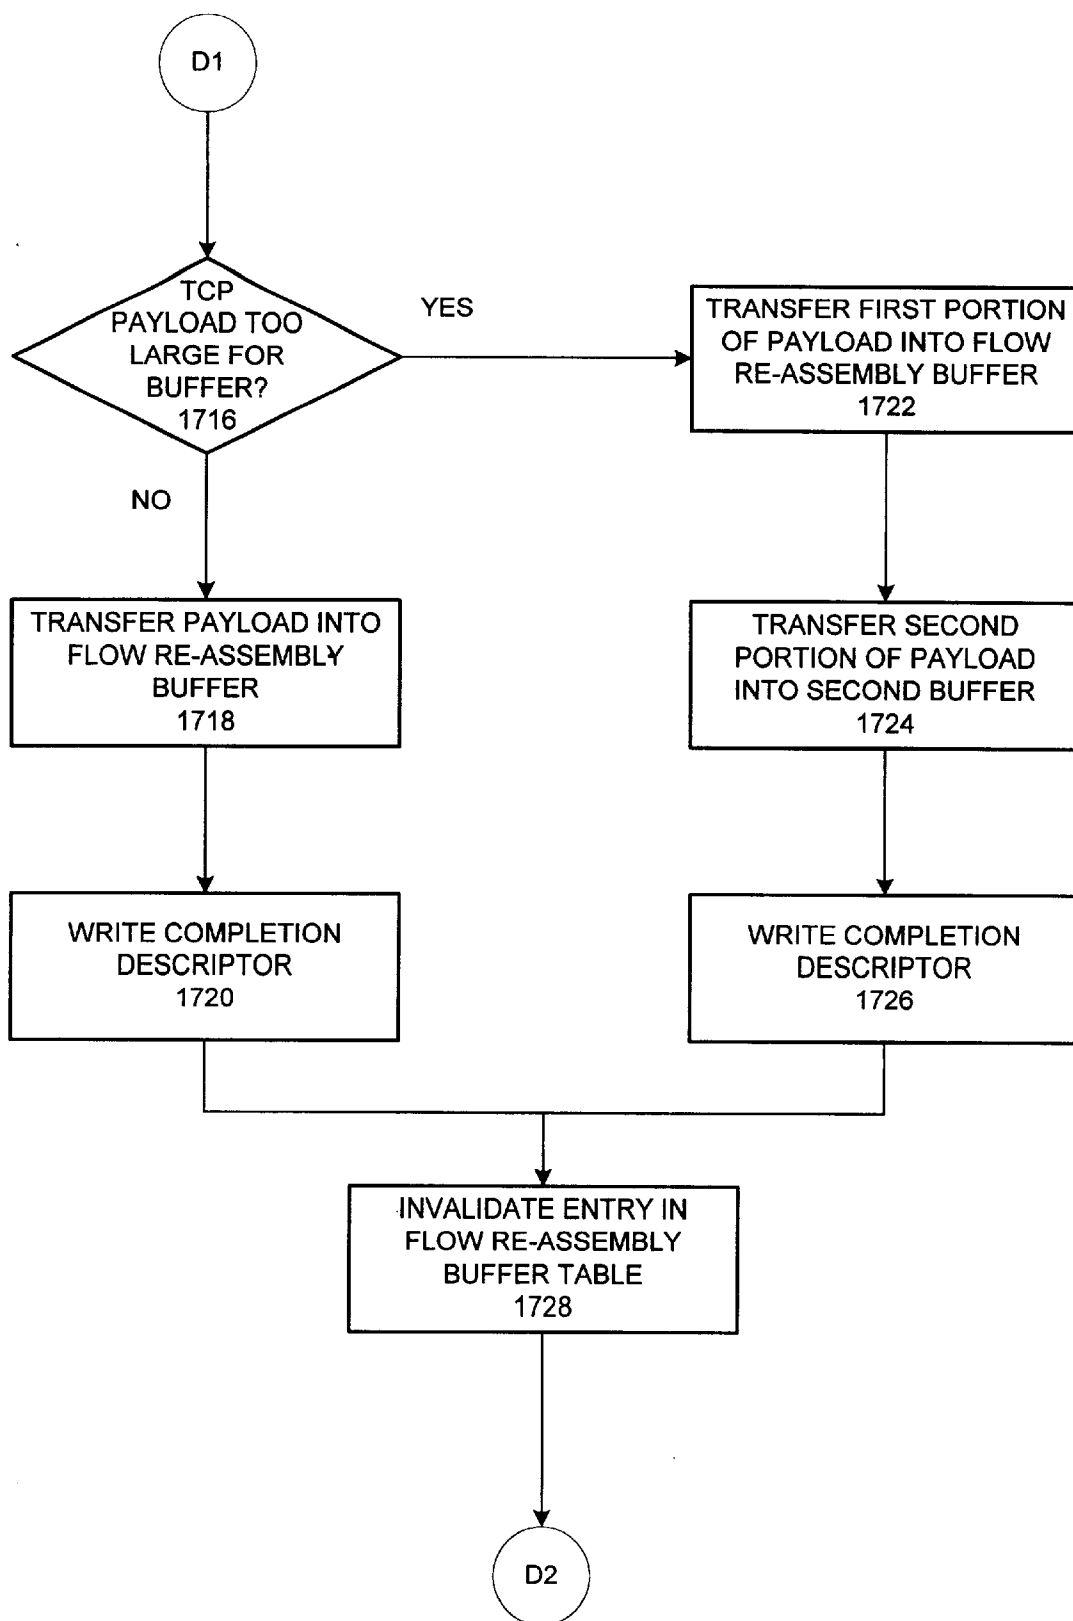 D1
TCP
PAYLOAD TOO
LARGE FOR
BUFFER?
1716
YES
NO
TRANSFER FIRST PORTION
OF PAYLOAD INTO FLOW
RE-ASSEMBLY BUFFER
1722
TRANSFER PAYLOAD INTO
FLOW RE-ASSEMBLY
BUFFER
1718
TRANSFER SECOND
PORTION OF PAYLOAD
INTO SECOND BUFFER
1724
WRITE COMPLETION
DESCRIPTOR
1720
WRITE COMPLETION
DESCRIPTOR
1726
INVALIDATE ENTRY IN
FLOW RE-ASSEMBLY
BUFFER TABLE
1728
D2